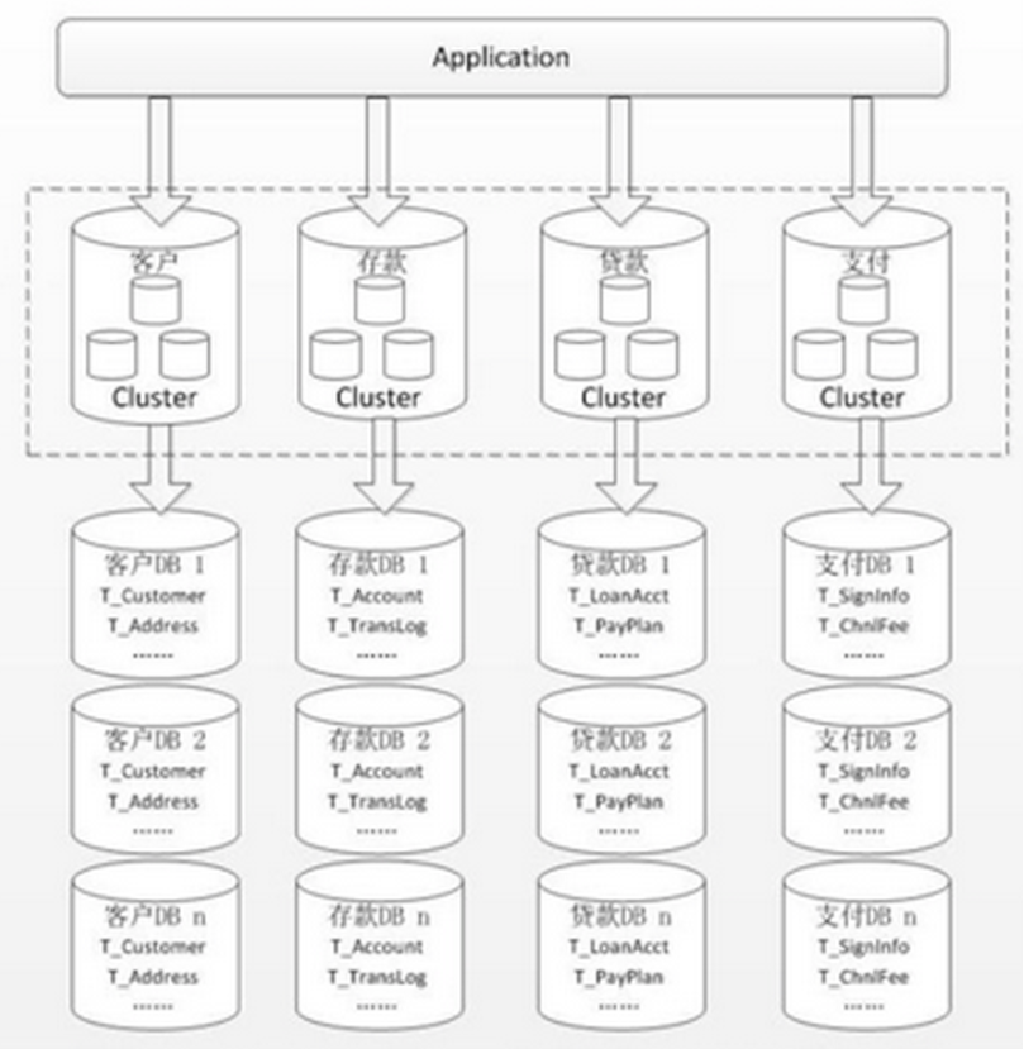 Application
客户
Cluster
存款
Cluster
贷款
Cluster
支付
Cluster
客户DB 1
T_Customer
T_Address
......
存款DB 1
T_Account
T_TransLog
......
贷款DB 1
T_LoanAcct
T_PayPlan
......
支付DB 1
T_SignInfo
T_ChnlFee
......
客户DB 2
T_Customer
T_Address
......
存款DB 2
T_Account
T_TransLog
......
贷款DB 2
T_LoanAcct
T_PayPlan
......
支付DB 2
T_SignInfo
T_ChnlFee
......
客户DB n
T_Customer
T_Address
......
存款DB n
T_Account
T_TransLog
......
贷款DB n
T_LoanAcct
T_PayPlan
......
支付DB n
T_SignInfo
T_ChnlFee
......